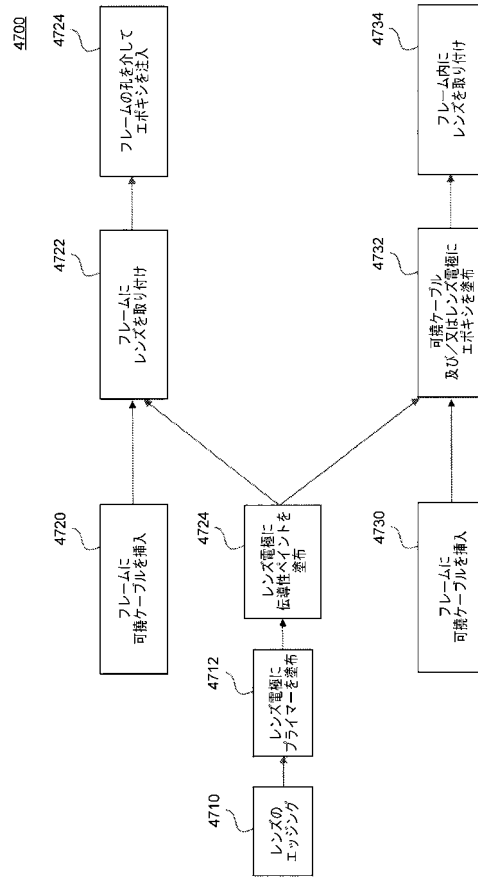 4700
4720
フレームに
可撓ケーブルを挿入
4722
フレームに
レンズを取り付け
4724
フレームの孔を介して
エポキシを注入
4710
レンズの
エッジング
4712
レンズ電極に
プライマーを塗布
4724
レンズ電極に
伝導性ペイントを
塗布
4730
フレームに
可撓ケーブルを挿入
4732
可撓ケーブル
及び/又はレンズ電極に
エポキシを塗布
4734
フレーム内に
レンズを取り付け